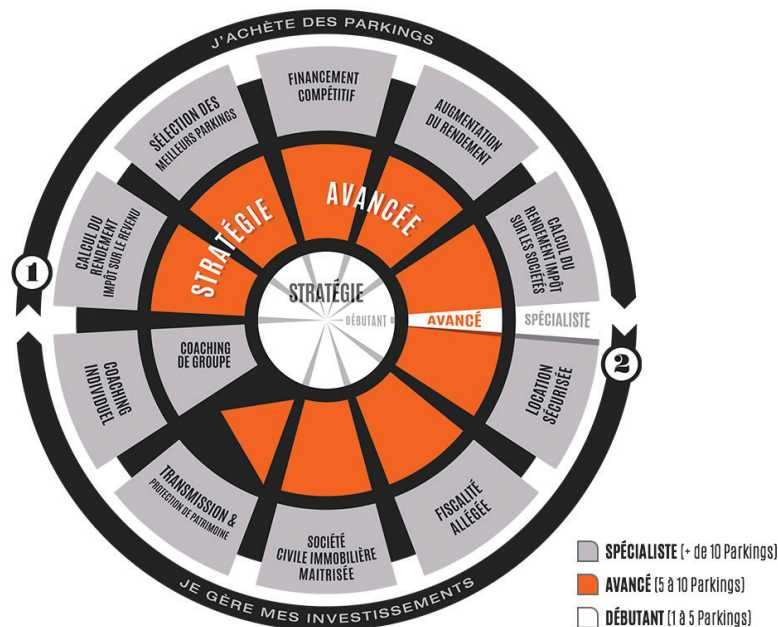 J'ACHÈTE DES PARKINGS
1
CALCUL DU
RENDEMENT
IMPÔT SUR LE REVENU
SÉLECTION DES
MEILLEURS PARKINGS
FINANCEMENT
COMPÉTITIF
AUGMENTATION
DU RENDEMENT
CALCUL DU
RENDEMENT IMPÔT
SUR LES SOCIÉTÉS
STRATÉGIE
AVANCÉE
STRATÉGIE
DÉBUTANT
AVANCÉ
SPÉCIALISTE
2
LOCATION
SÉCURISÉE
FISCALITÉ
ALLÉGÉE
SOCIÉTÉ
CIVILE IMMOBILIÈRE
MAITRISÉE
TRANSMISSION &
PROTECTION DE PATRIMOINE
COACHING
INDIVIDUEL
COACHING
DE GROUPE
JE GÈRE MES INVESTISSEMENTS
SPÉCIALISTE (+ de 10 Parkings)
AVANCÉ (5 à 10 Parkings)
DÉBUTANT (1 à 5 Parkings)